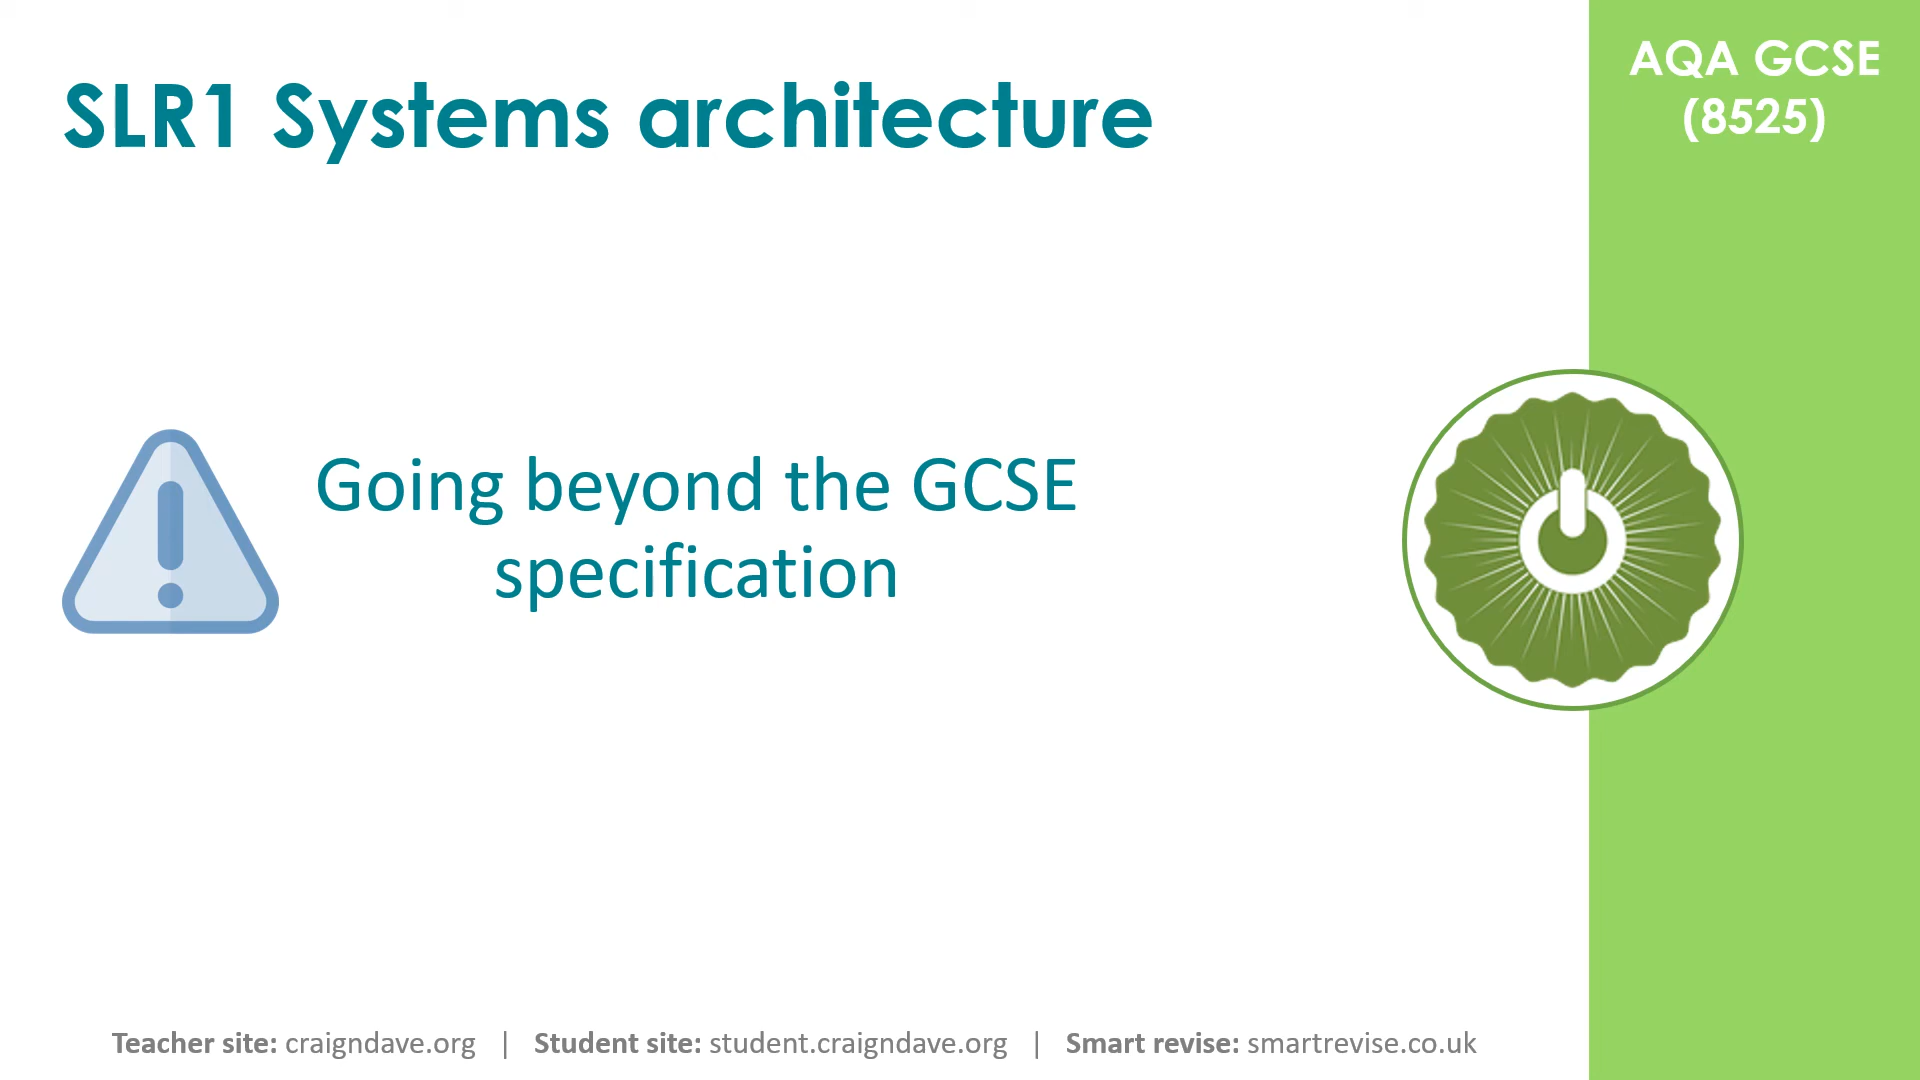 SLR1 Systems architecture
AQA GCSE
(8525)
Going beyond the GCSE
specification
Teacher site: craigndave.org | Student site: student.craigndave.org | Smart revise: smartrevise.co.uk